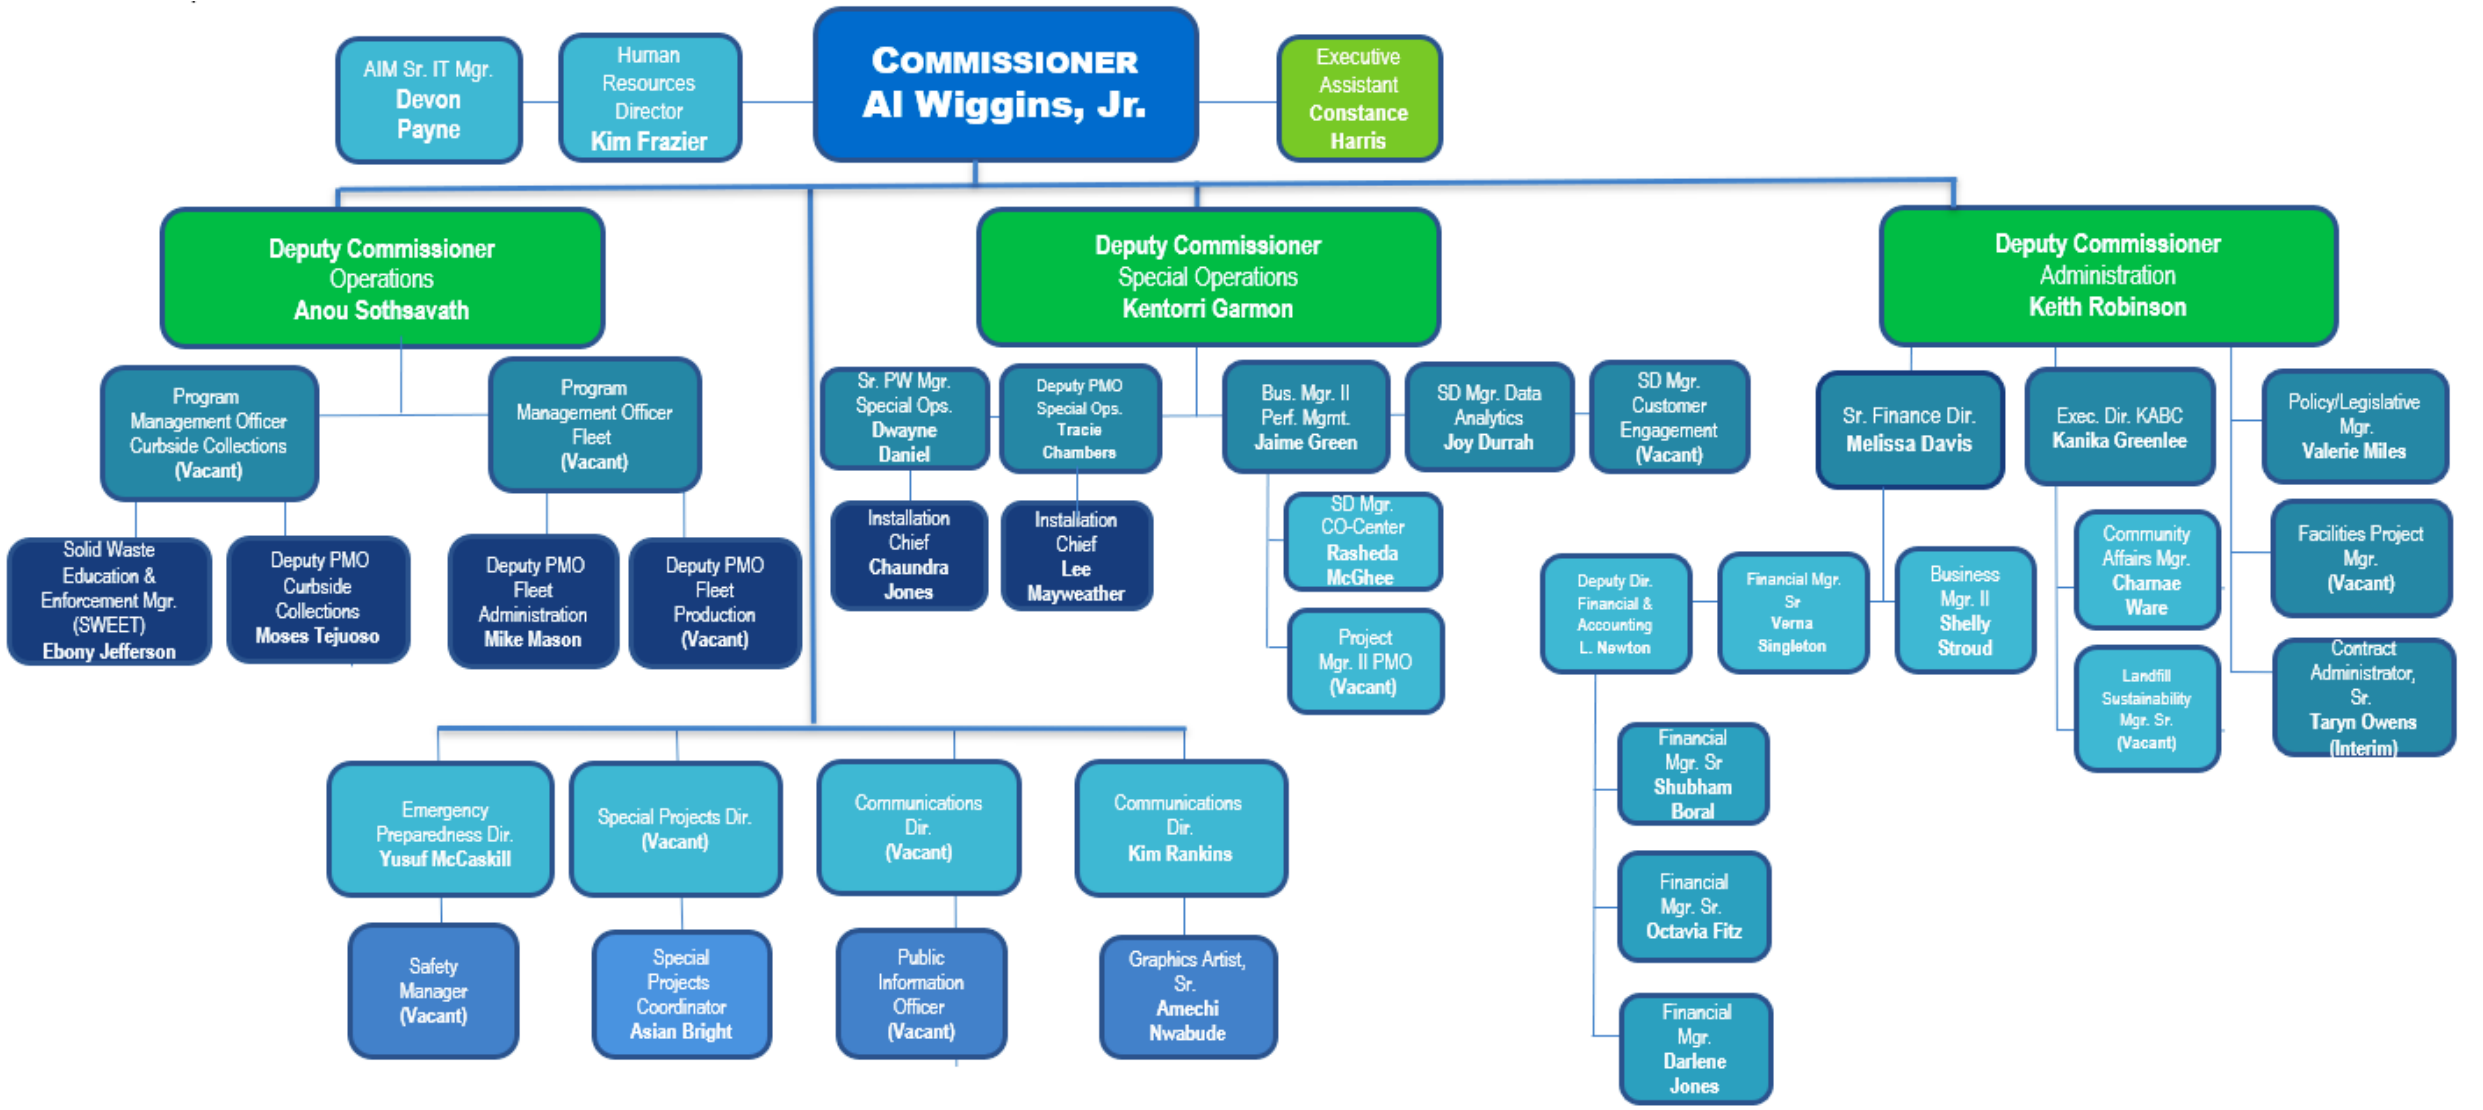 AIM Sr. IT Mgr.
Devon
Payne
Human
Resources
Director
Kim Frazier
COMMISSIONER
Al Wiggins, Jr.
Executive
Assistant
Constance
Harris
Deputy Commissioner
Operations
Anou Sothsavath
Deputy Commissioner
Special Operations
Kentorri Garmon
Deputy Commissioner
Administration
Keith Robinson
Program
Management Officer
Curbside Collections
(Vacant)
Program
Management Officer
Fleet
(Vacant)
Sr. PW Mgr.
Special Ops.
Dwayne
Daniel
Deputy PMO
Special Ops.
Tracie
Chambers
Bus. Mgr. II
Perf. Mgmt.
Jaime Green
SD Mgr. Data
Analytics
Joy Durrah
SD Mgr.
Customer
Engagement
(Vacant)
Sr. Finance Dir.
Melissa Davis
Exec. Dir. KABC
Kanika Greenlee
Policy/Legislative
Mgr.
Valerie Miles
Solid Waste
Education &
Enforcement Mgr.
(SWEET)
Ebony Jefferson
Deputy PMO
Curbside
Collections
Moses Tejuoso
Deputy PMO
Fleet
Administration
Mike Mason
Deputy PMO
Fleet
Production
(Vacant)
Installation
Chief
Chaundra
Jones
Installation
Chief
Lee
Mayweather
SD Mgr.
CO-Center
Rasheda
McGhee
Project
Mgr. II PMO
(Vacant)
Deputy Dir.
Financial &
Accounting
L. Newton
Financial Mgr.
Sr
Verna
Singleton
Business
Mgr. II
Shelly
Stroud
Community
Affairs Mgr.
Charnae
Ware
Landfill
Sustainability
Mgr. Sr.
(Vacant)
Facilities Project
Mgr.
(Vacant)
Contract
Administrator,
Sr.
Taryn Owens
(Interim)
Financial
Mgr. Sr
Shubham
Boral
Financial
Mgr. Sr.
Octavia Fitz
Financial
Mgr.
Darlene
Jones
Emergency
Preparedness Dir.
Yusuf McCaskill
Special Projects Dir.
(Vacant)
Communications
Dir.
(Vacant)
Communications
Dir.
Kim Rankins
Safety
Manager
(Vacant)
Special
Projects
Coordinator
Asian Bright
Public
Information
Officer
(Vacant)
Graphics Artist,
Sr.
Amechi
Nwabude